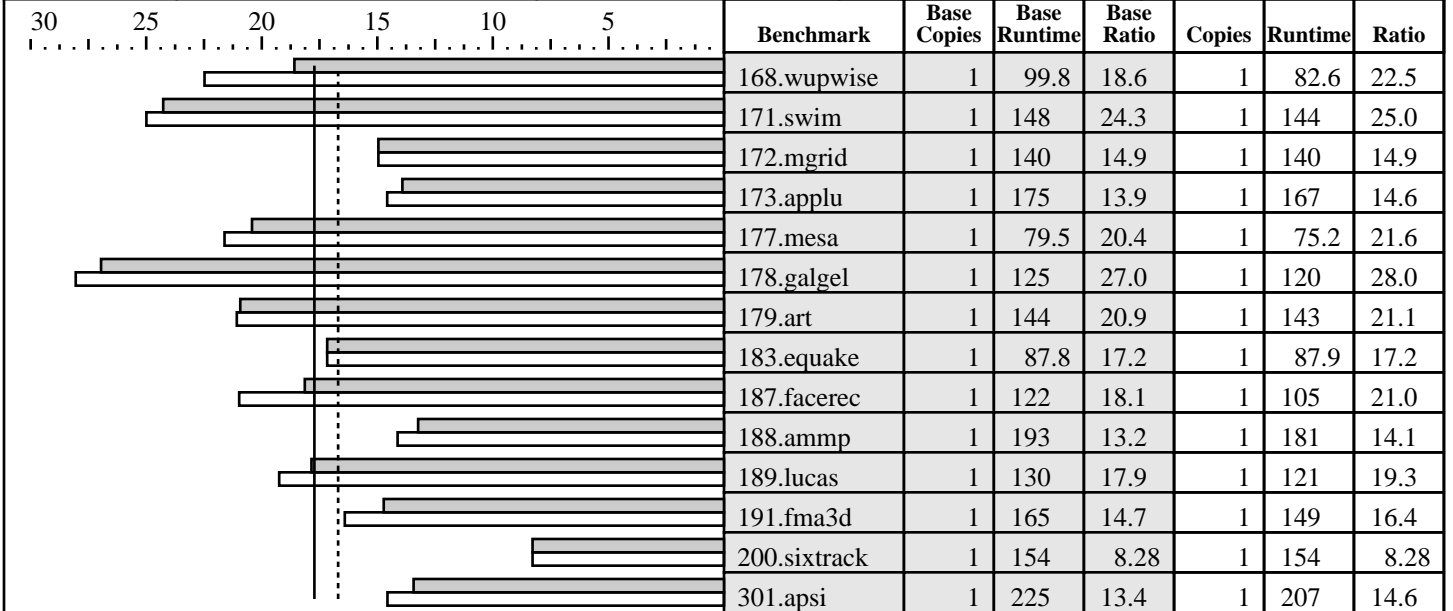 30 25 20 15 10 5
Benchmark Base Copies Base Runtime Base Ratio Copies Runtime Ratio
168.wupwise 1 99.8 18.6 1 82.6 22.5
171.swim 1 148 24.3 1 144 25.0
172.mgrid 1 140 14.9 1 140 14.9
173.applu 1 175 13.9 1 167 14.6
177.mesa 1 79.5 20.4 1 75.2 21.6
178.galgel 1 125 27.0 1 120 28.0
179.art 1 144 20.9 1 143 21.1
183.equake 1 87.8 17.2 1 87.9 17.2
187.facerec 1 122 18.1 1 105 21.0
188.ammp 1 193 13.2 1 181 14.1
189.lucas 1 130 17.9 1 121 19.3
191.fma3d 1 165 14.7 1 149 16.4
200.sixtrack 1 154 8.28 1 154 8.28
301.apsi 1 225 13.4 1 207 14.6